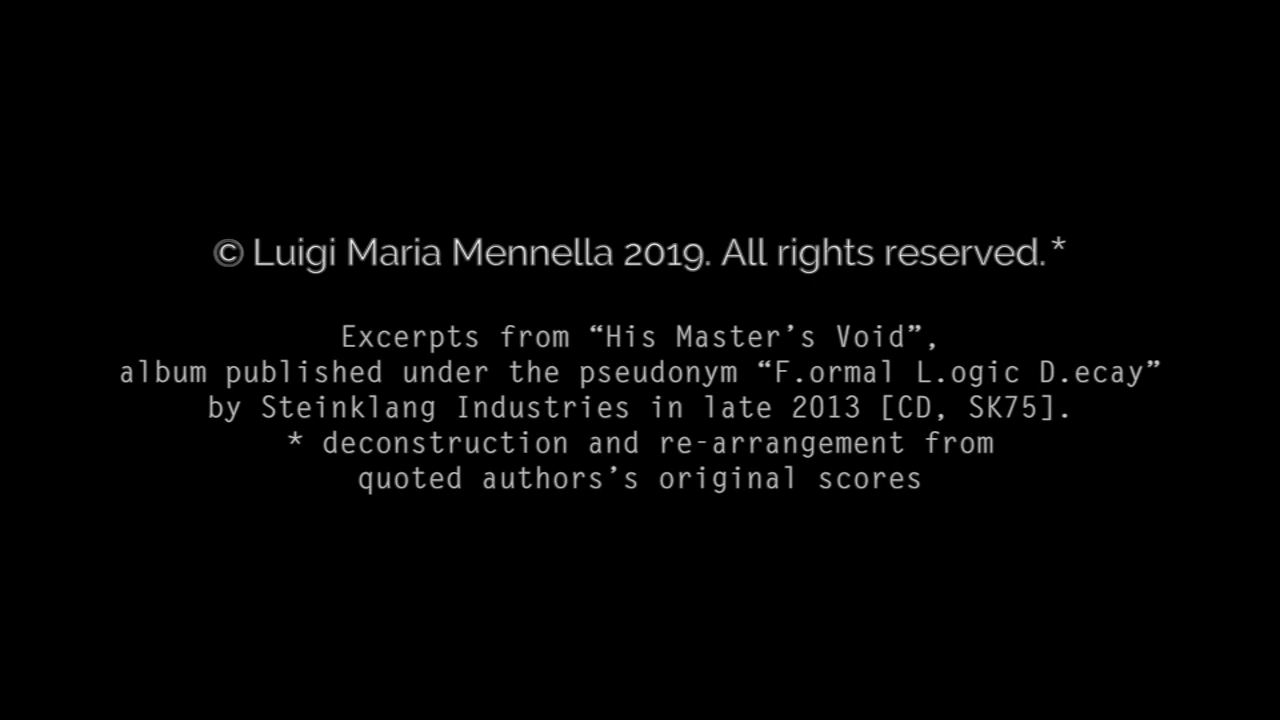 © Luigi Maria Mennella 2019. All rights reserved.*
Excerpts from “His Master’s Void”,
album published under the pseudonym “F.ormal L.ogic D.ecay”
by Steinklang Industries in late 2013 [CD, SK75].
* deconstruction and re-arrangement from
quoted authors’s original scores